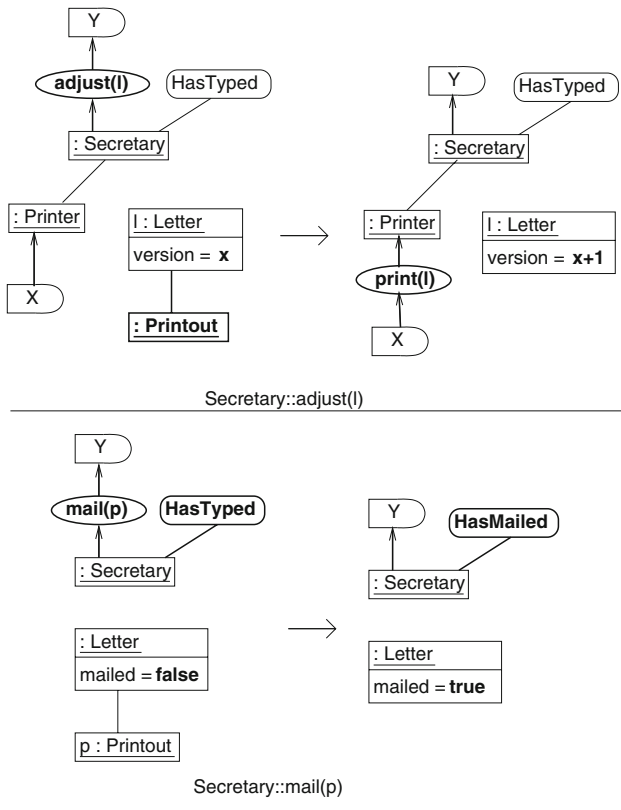 Y
adjust(l)
HasTyped
: Secretary
: Printer
l : Letter
version = x
X
: Printout
Y
HasTyped
: Secretary
: Printer
l : Letter
version = x+1
print(l)
X
Secretary::adjust(l)
Y
mail(p)
HasTyped
: Secretary
: Letter
mailed = false
p : Printout
Y
HasMailed
: Secretary
: Letter
mailed = true
Secretary::mail(p)